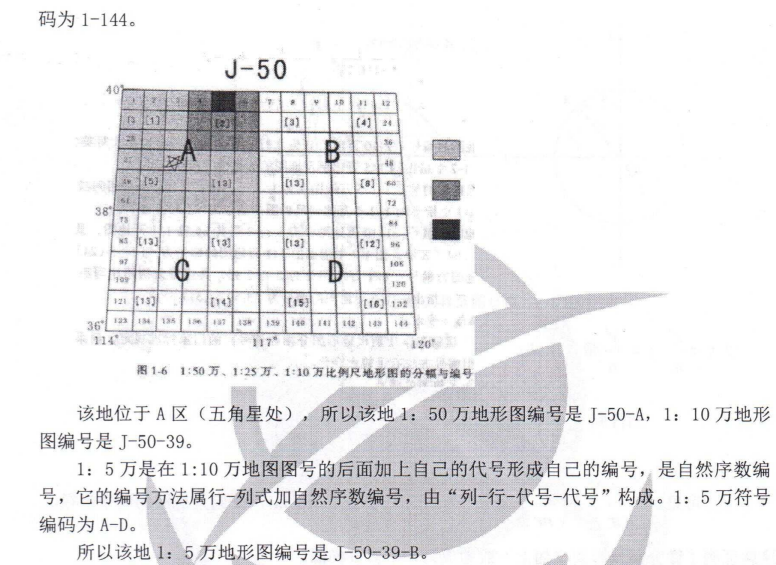 码为 1-144。
J-50
40°
1 2 3 4 6 7 8 9 10 11 12
13 [1] [2] [3] [4] 24
25 36
A B 48
[5] [12] [13] [8] 60
61 72
38°
73 84
85 [13] [13] [13] [12] 96
97 108
C D
109 120
121 [13] [14] [15] [16] 132
133 134 135 136 137 138 139 140 141 142 143 144
36°
114° 117° 120°
图 1-6 1:50 万、1:25 万、1:10 万比例尺地形图的分幅与编号
该地位于 A 区（五角星处），所以该地 1：50 万地形图编号是 J-50-A，1：10 万地形
图编号是 J-50-39。
1：5 万是在 1:10 万地图图号的后面加上自己的代号形成自己的编号，是自然序数编
号，它的编号方法属行-列式加自然序数编号，由“列-行-代号-代号”构成。1：5 万符号
编码为 A-D。
所以该地 1：5 万地形图编号是 J-50-39-B。